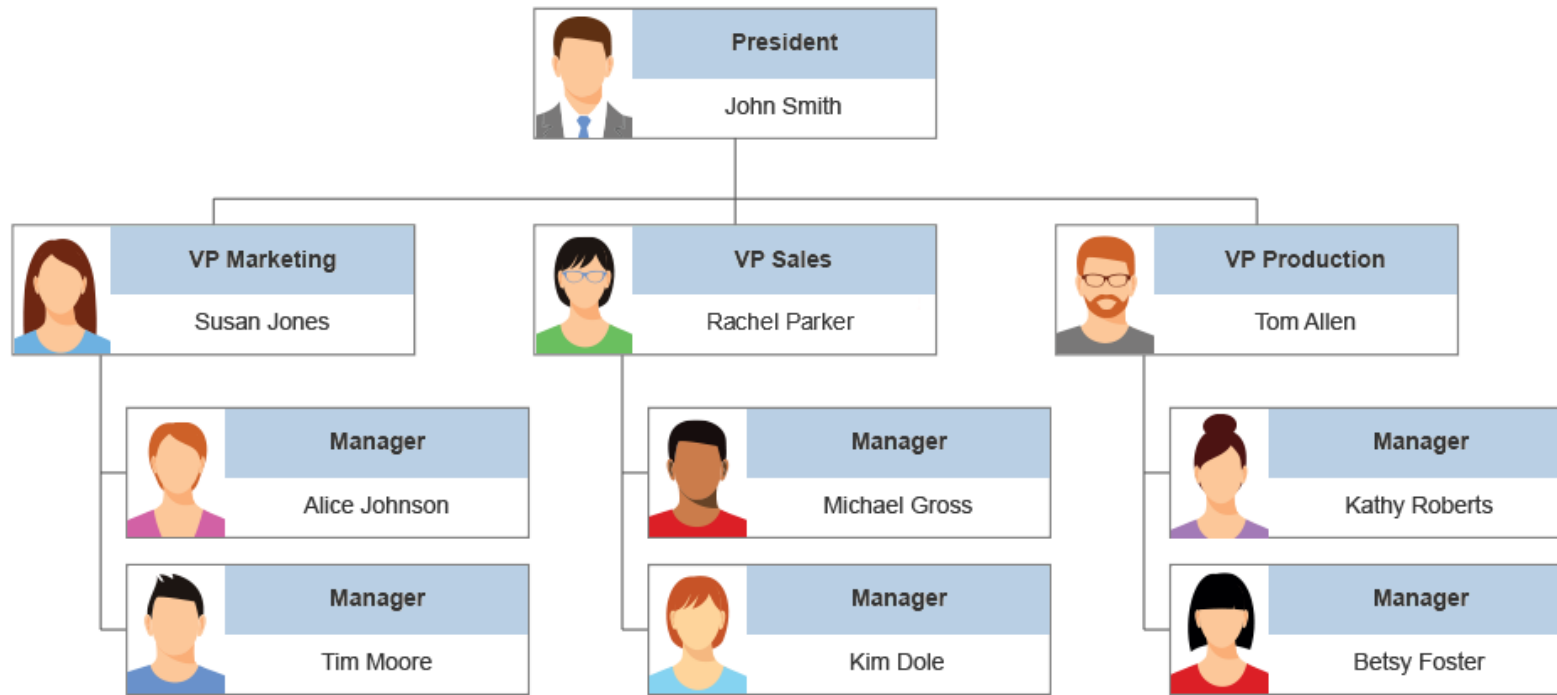 President
John Smith
VP Marketing
Susan Jones
VP Sales
Rachel Parker
VP Production
Tom Allen
Manager
Alice Johnson
Manager
Michael Gross
Manager
Kathy Roberts
Manager
Tim Moore
Manager
Kim Dole
Manager
Betsy Foster